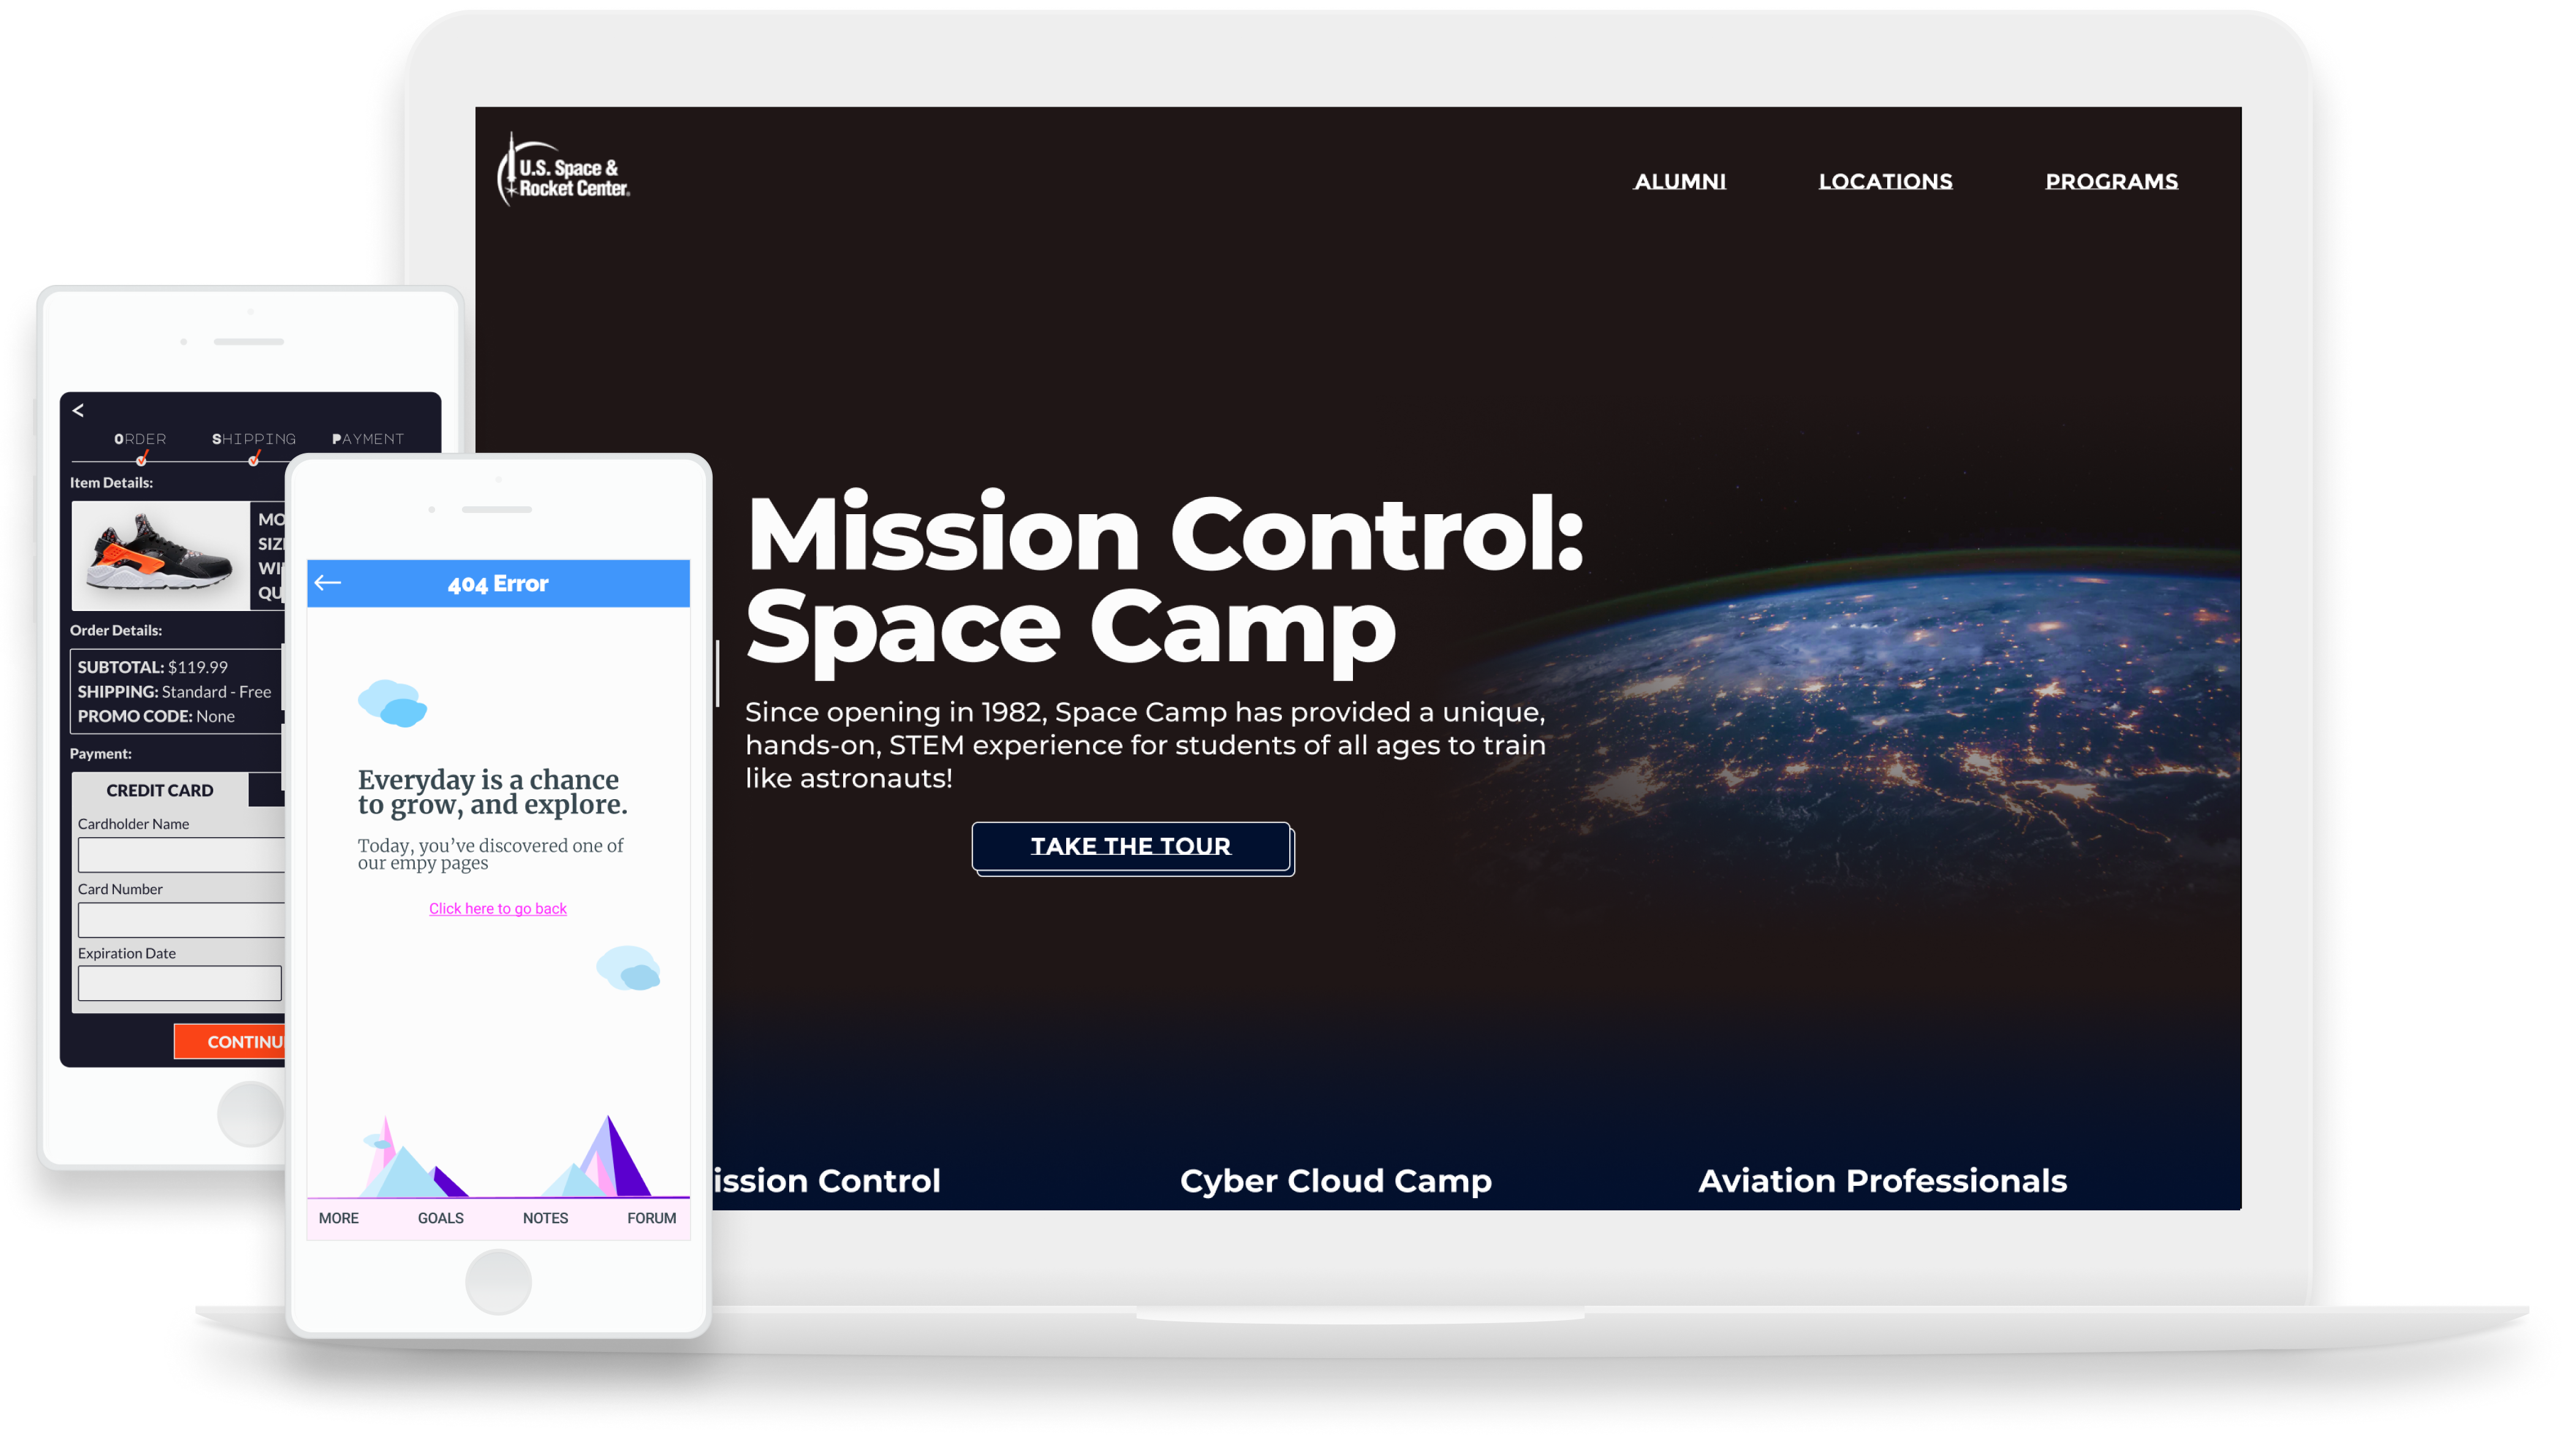 U.S. Space &
Rocket Center
ALUMNI LOCATIONS PROGRAMS
Mission Control:
Space Camp
Since opening in 1982, Space Camp has provided a unique,
hands-on, STEM experience for students of all ages to train
like astronauts!
TAKE THE TOUR
ission Control Cyber Cloud Camp Aviation Professionals
<
ORDER SHIPPING PAYMENT
Item Details:
MO
SIZ
QU
Order Details:
SUBTOTAL: $119.99
SHIPPING: Standard - Free
PROMO CODE: None
Payment:
CREDIT CARD
Cardholder Name
Card Number
Expiration Date
CONTINU
404 Error
Everyday is a chance
to grow, and explore.
Today, you've discovered one of
our empy pages
Click here to go back
MORE GOALS NOTES FORUM